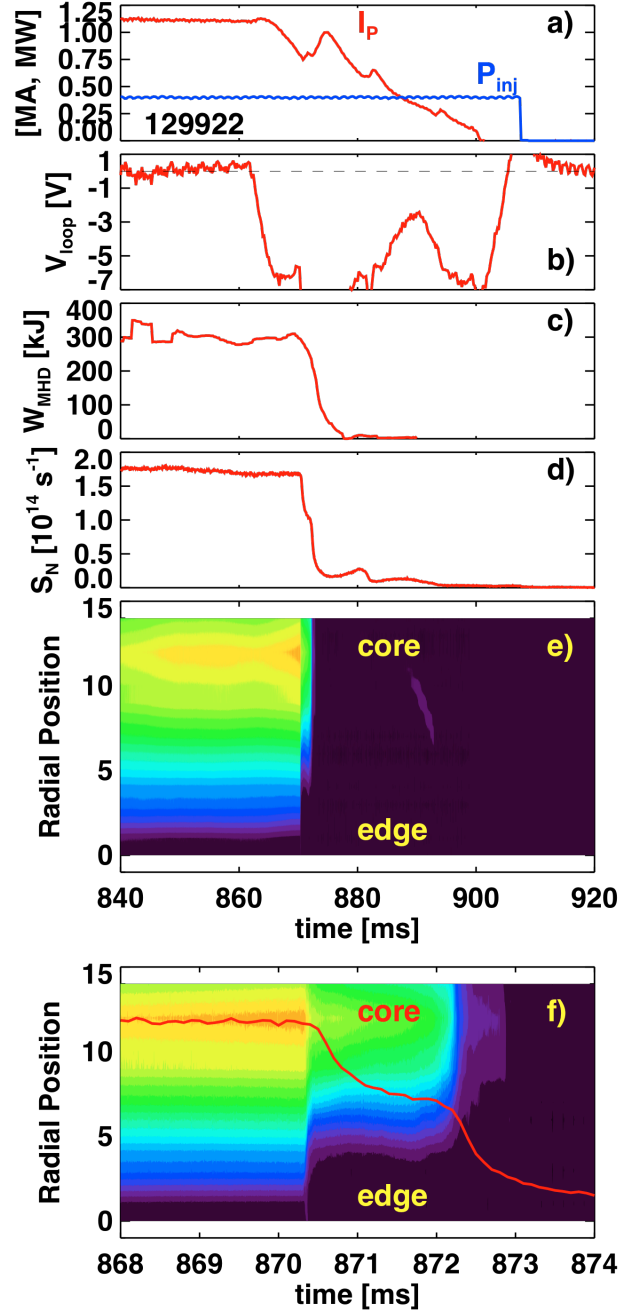 [MA, MW]
1.25
1.00
0.75
0.50
0.25
0.00
I_P
a)
P_inj
129922
V_loop [V]
1
-1
-3
-5
-7
b)
W_MHD [kJ]
400
300
200
100
0
c)
S_N [10^14 s^-1]
2.0
1.5
1.0
0.5
0.0
d)
Radial Position
15
10
5
0
core
e)
edge
840 860 880 900 920
time [ms]
Radial Position
15
10
5
0
core
f)
edge
868 869 870 871 872 873 874
time [ms]